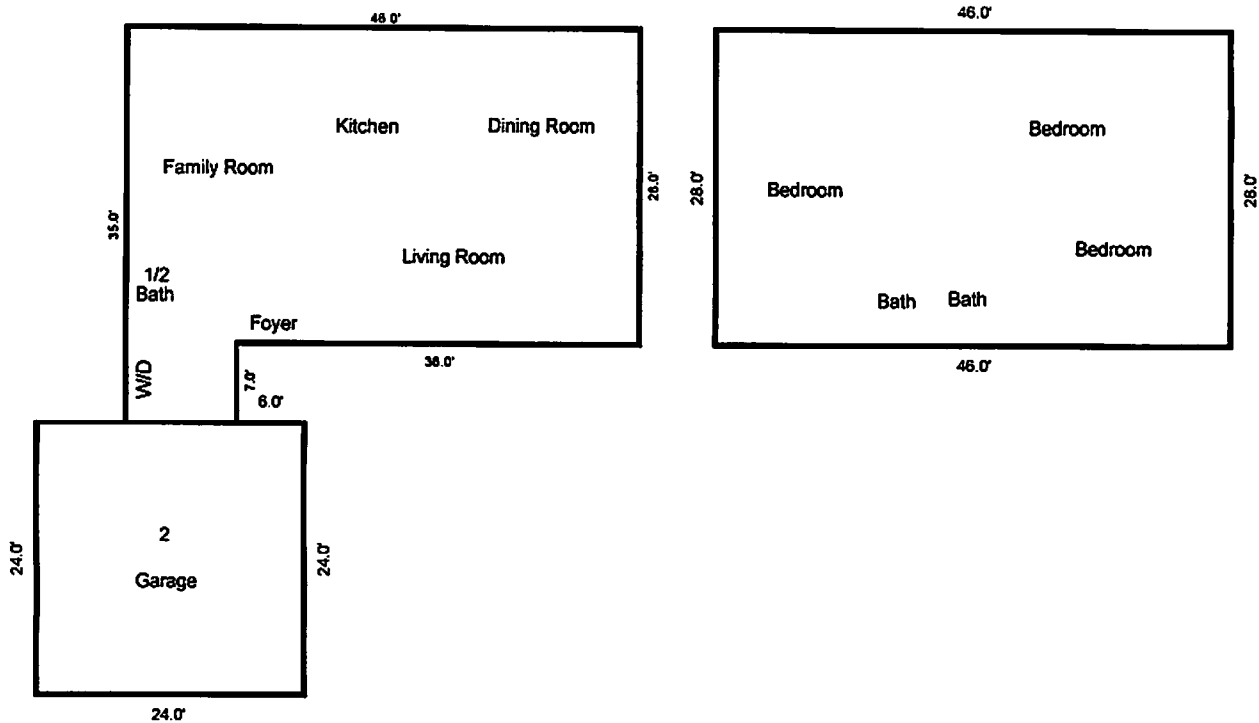 46.0'
Kitchen
Dining Room
Family Room
35.0'
28.0'
Living Room
1/2
Bath
Foyer
36.0'
W/D
7.0'
6.0'
24.0'
2
Garage
24.0'
24.0'
46.0'
Bedroom
Bedroom
28.0'
28.0'
Bedroom
Bath
Bath
46.0'